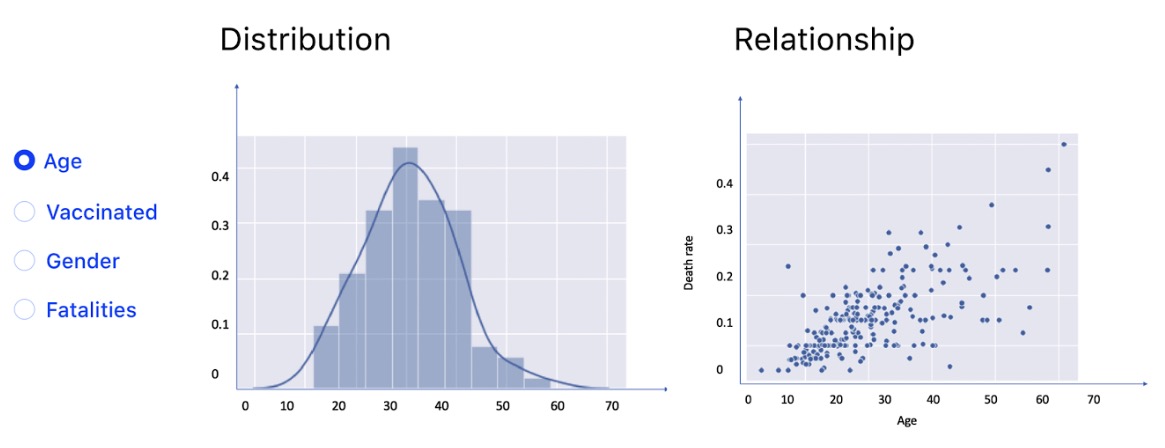 Distribution
Relationship
Age
Vaccinated
Gender
Fatalities
0.4
0.3
0.2
0.1
0
0 10 20 30 40 50 60 70
Death rate
0.4
0.3
0.2
0.1
0
0 10 20 30 40 50 60 70
Age